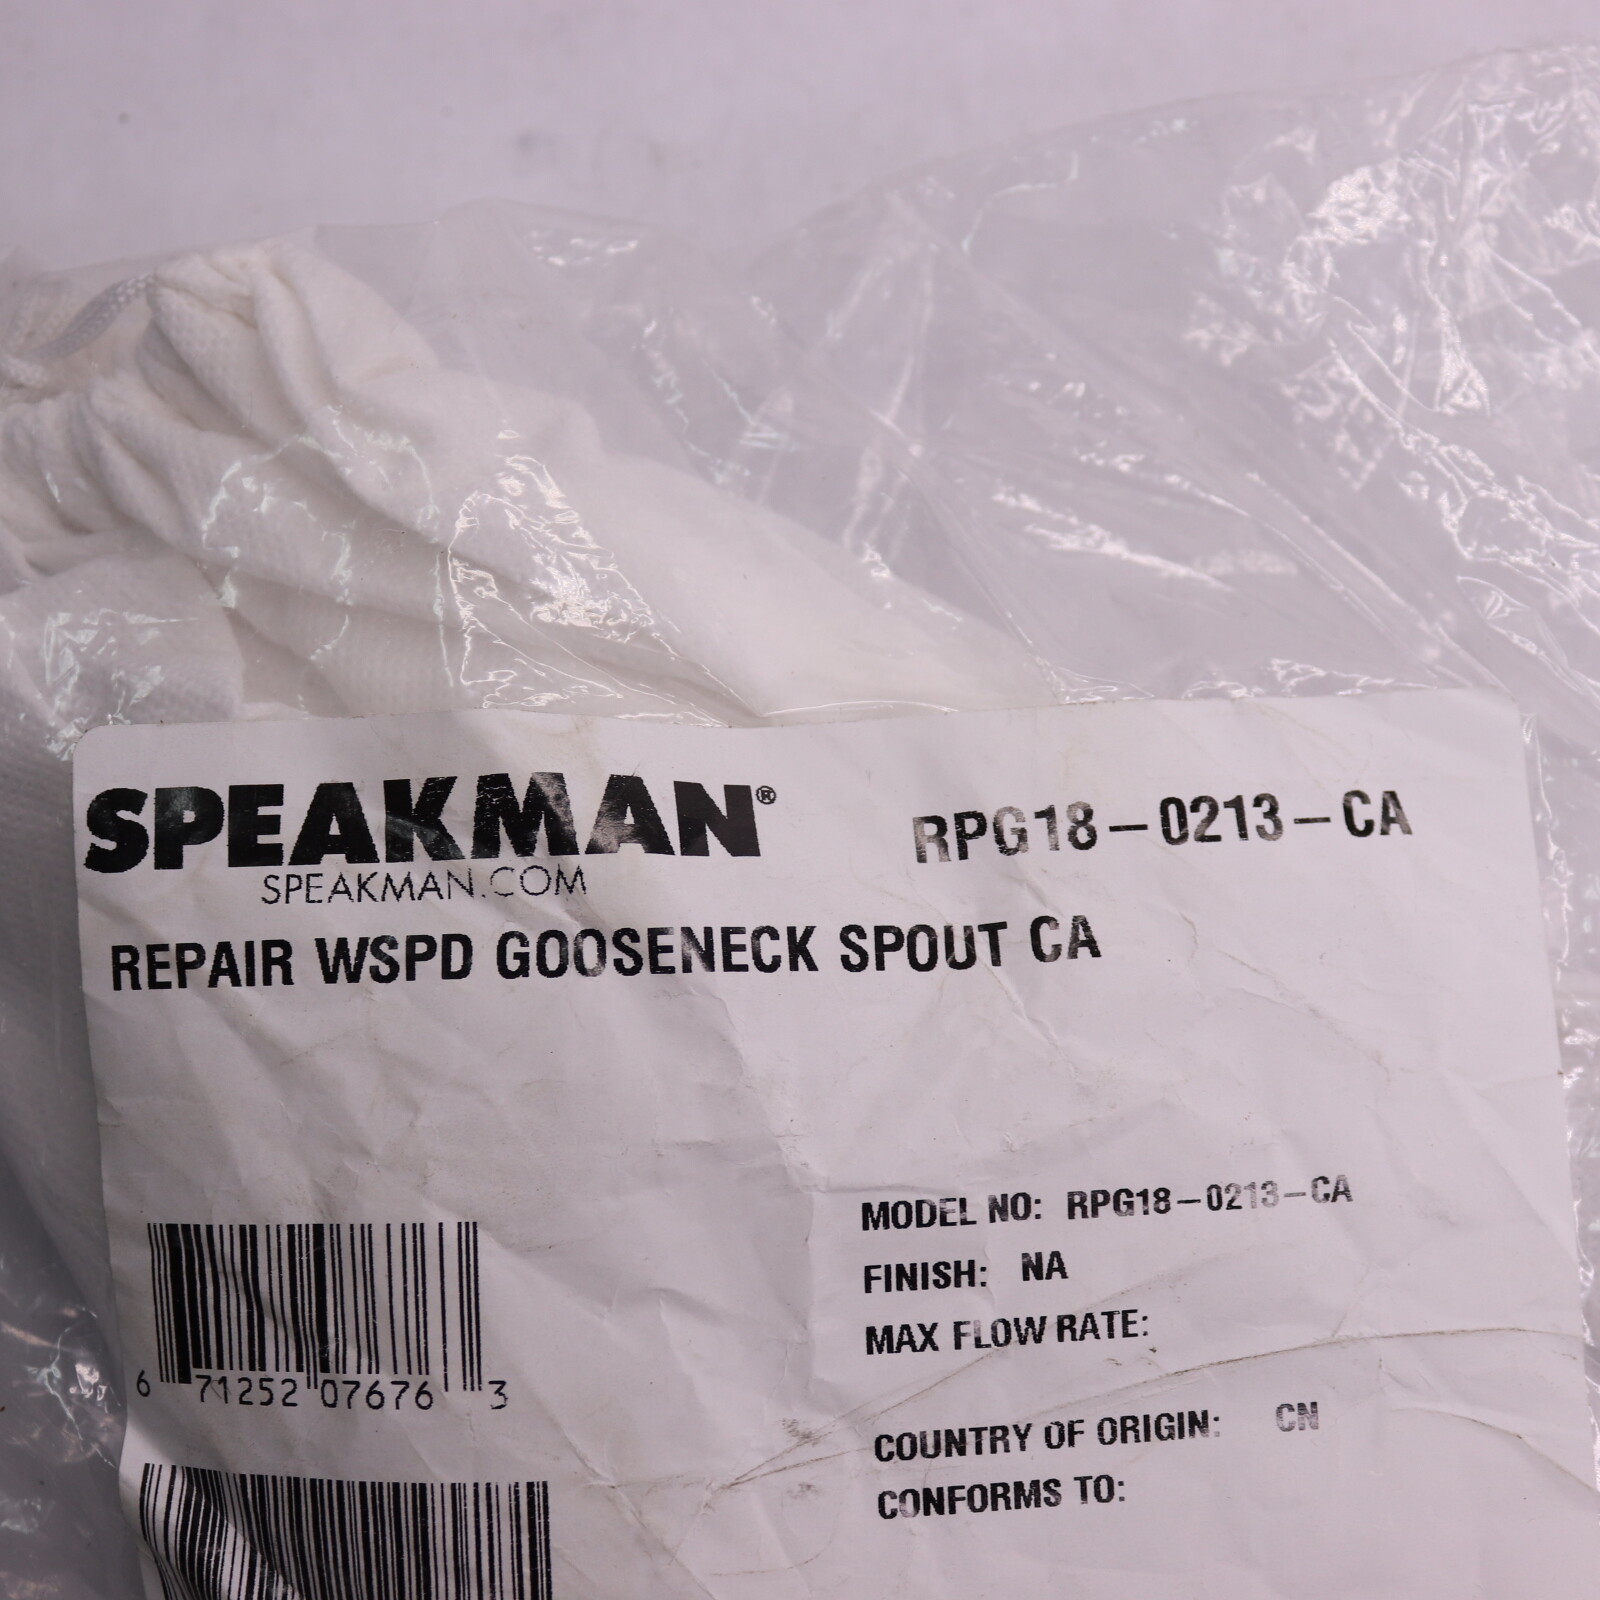 SPEAKMAN®
SPEAKMAN.COM
RPG18-0213-CA
REPAIR WSPD GOOSENECK SPOUT CA
MODEL NO: RPG18-0213-CA
FINISH: NA
MAX FLOW RATE:
COUNTRY OF ORIGIN: CN
CONFORMS TO:
6 71252 07676 3